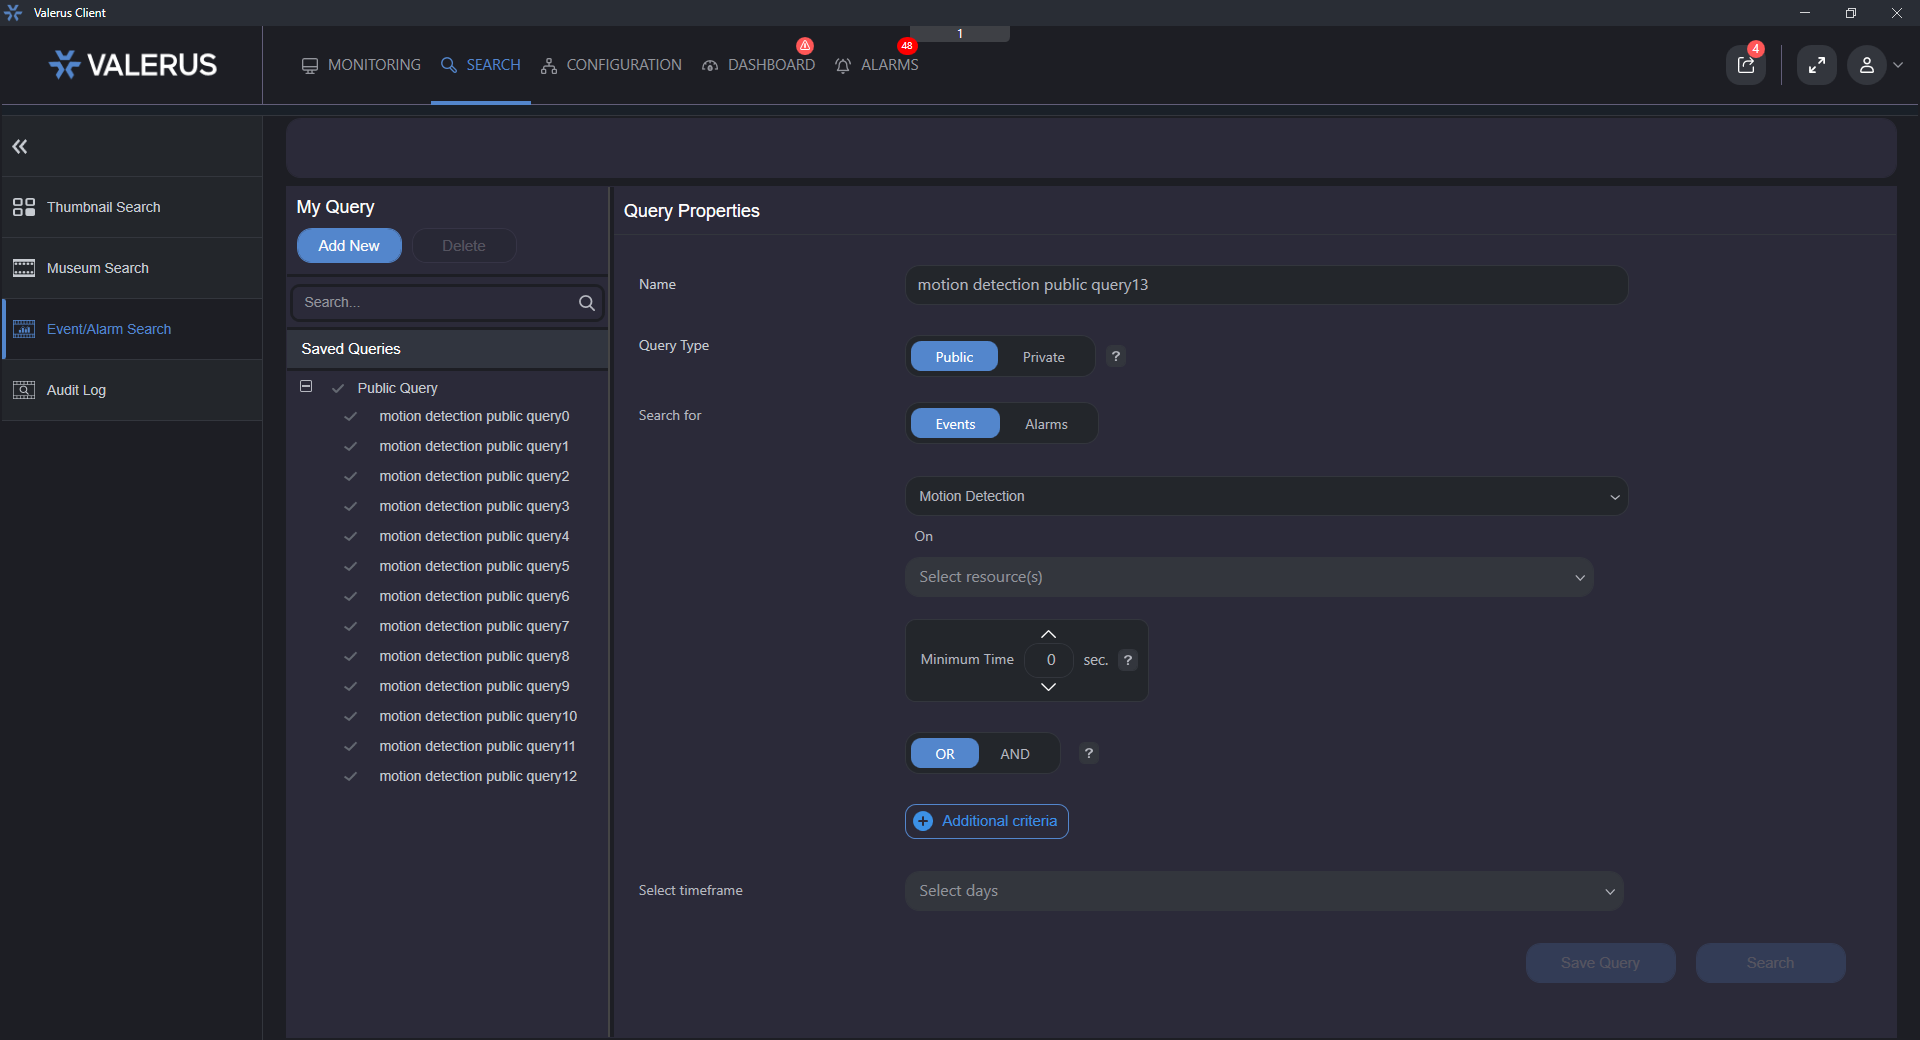 Valerus Client
1
VALERUS
MONITORING
SEARCH
CONFIGURATION
DASHBOARD
48
ALARMS
4
Thumbnail Search
Museum Search
Event/Alarm Search
Audit Log
My Query
Add New
Delete
Search...
Saved Queries
Public Query
motion detection public query0
motion detection public query1
motion detection public query2
motion detection public query3
motion detection public query4
motion detection public query5
motion detection public query6
motion detection public query7
motion detection public query8
motion detection public query9
motion detection public query10
motion detection public query11
motion detection public query12
Query Properties
Name
motion detection public query13
Query Type
Public
Private
?
Search for
Events
Alarms
Motion Detection
On
Select resource(s)
Minimum Time
0
sec.
?
OR
AND
?
Additional criteria
Select timeframe
Select days
Save Query
Search